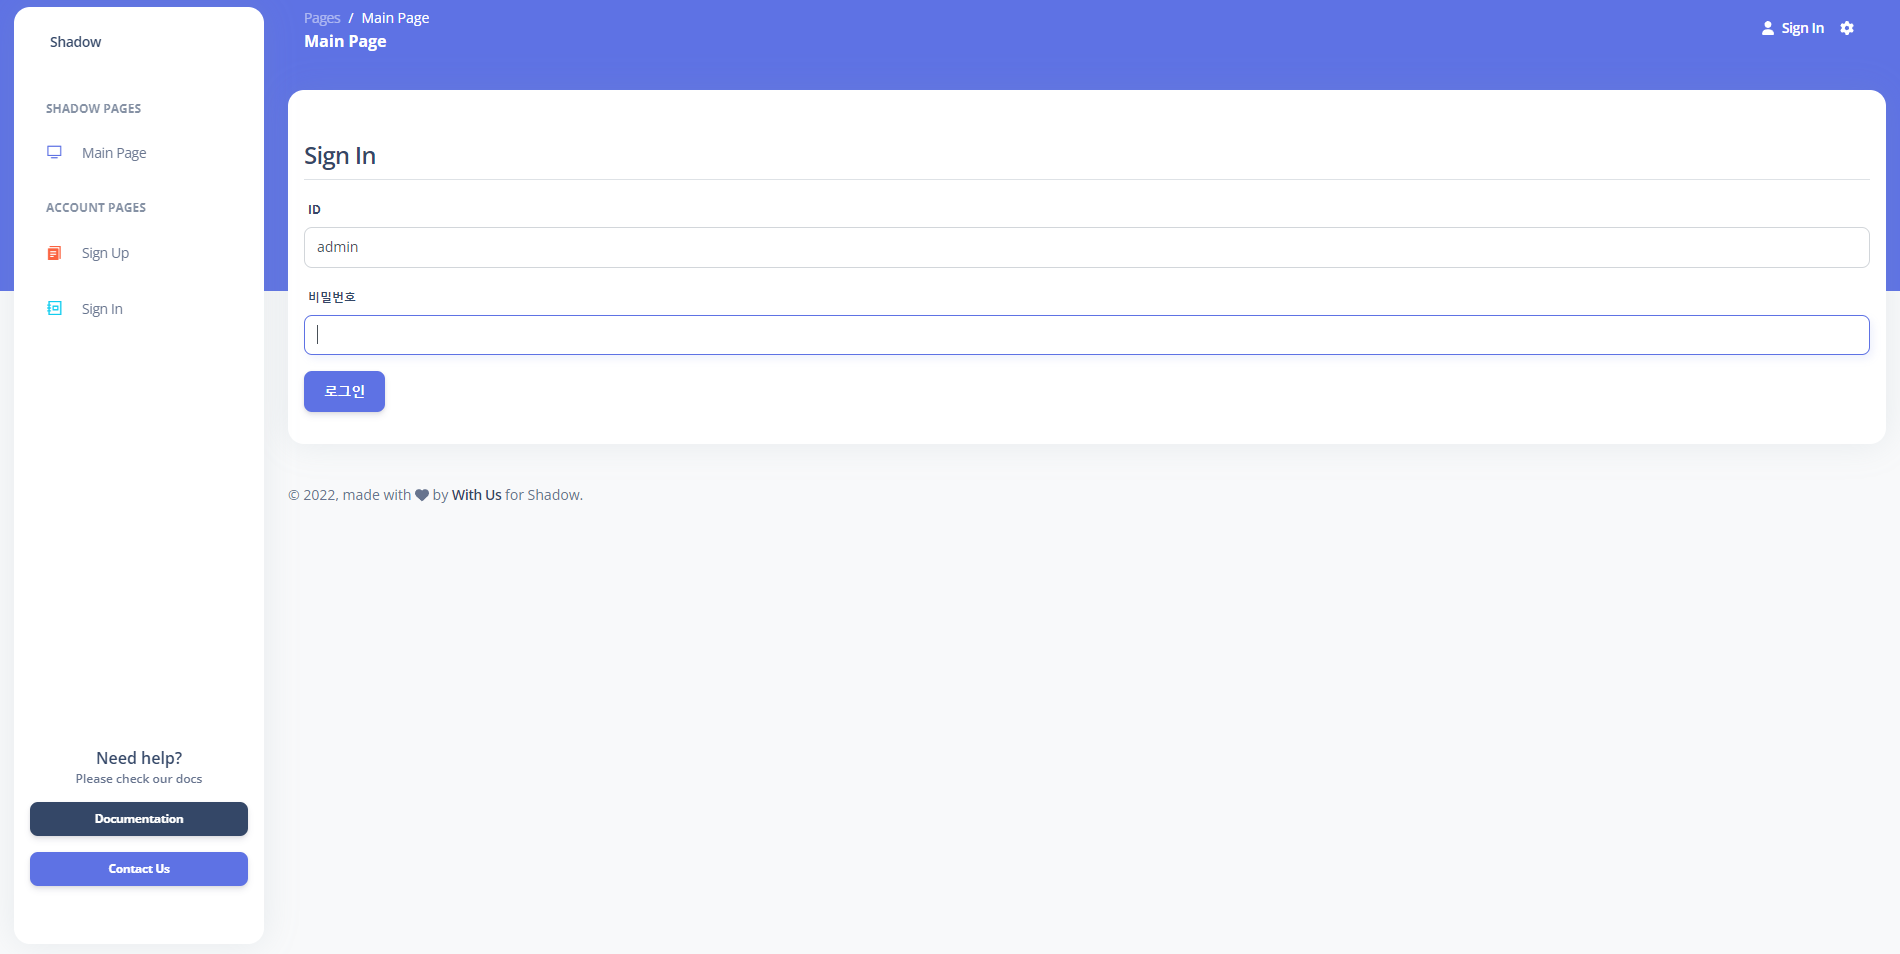 Shadow
SHADOW PAGES
Main Page
ACCOUNT PAGES
Sign Up
Sign In
Need help?
Please check our docs
Documentation
Contact Us
Pages / Main Page
Main Page
Sign In
Sign In
ID
admin
비밀번호
로그인
© 2022, made with by With Us for Shadow.